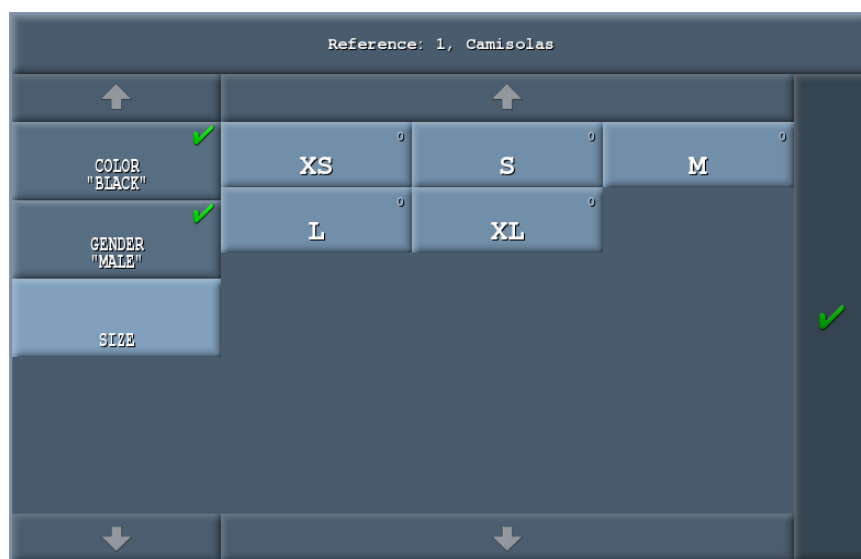 Reference: 1, Camisolas
COLOR
"BLACK"
GENDER
"MALE"
SIZE
0
XS
0
S
0
M
0
L
0
XL